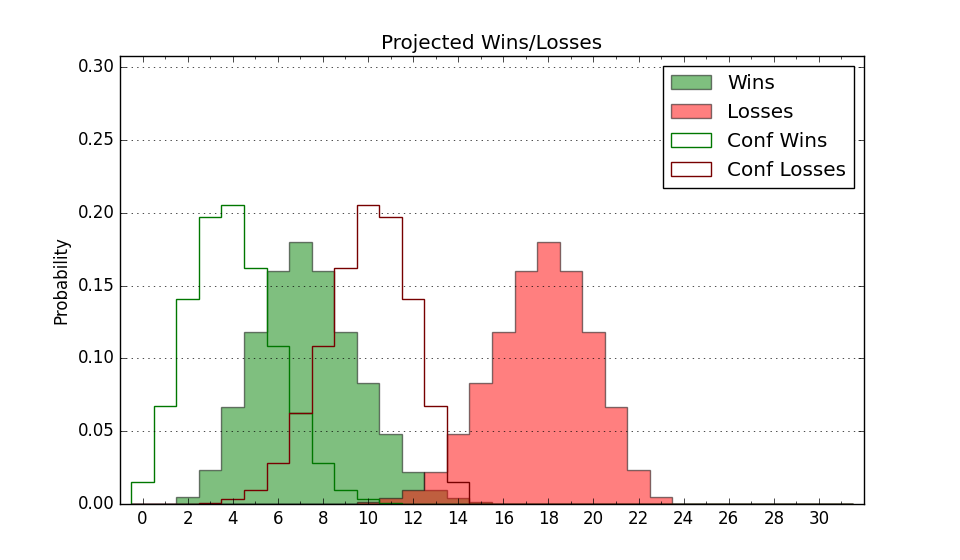 Projected Wins/Losses
0.30
0.25
0.20
0.15
0.10
0.05
0.00
Probability
Wins
Losses
Conf Wins
Conf Losses
0 2 4 6 8 10 12 14 16 18 20 22 24 26 28 30